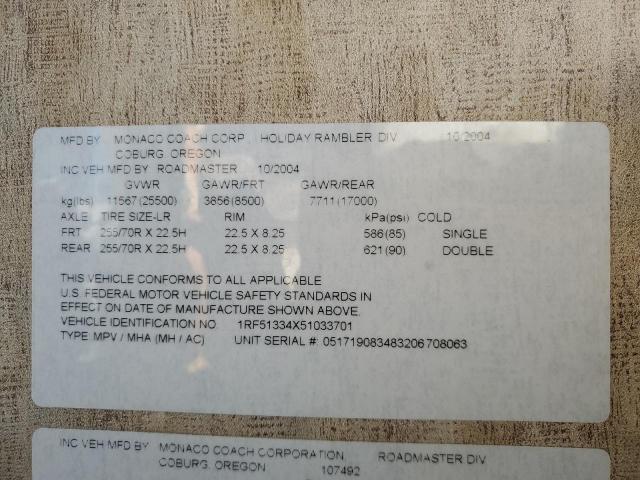 MFD BY MONACO COACH CORP HOLIDAY RAMBLER DIV 10/2004
COBURG. OREGON
INC VEH MFD BY ROADMASTER 10/2004
GVWR GAWR/FRT GAWR/REAR
kg(lbs) 11567(25500) 3856(8500) 7711(17000)
AXLE TIRE SIZE-LR RIM kPa(psi) COLD
FRT 255/70R X 22.5H 22.5 X 8.25 586(85) SINGLE
REAR 255/70R X 22.5H 22.5 X 8.25 621(90) DOUBLE
THIS VEHICLE CONFORMS TO ALL APPLICABLE
U.S. FEDERAL MOTOR VEHICLE SAFETY STANDARDS IN
EFFECT ON DATE OF MANUFACTURE SHOWN ABOVE.
VEHICLE IDENTIFICATION NO. 1RF51334X51033701
TYPE MPV / MHA (MH / AC) UNIT SERIAL #: 051719083483206708063
INC VEH MFD BY MONACO COACH CORPORATION ROADMASTER DIV
COBURG, OREGON 107492